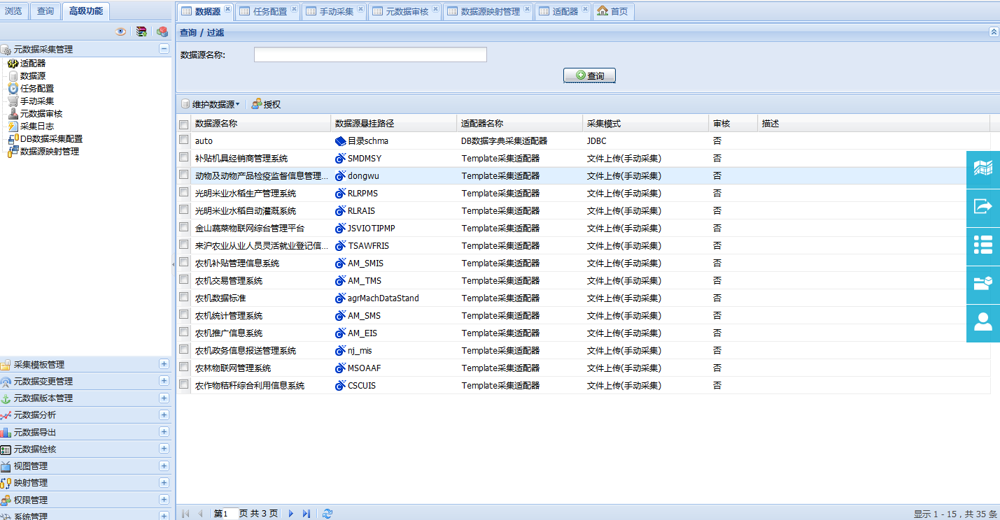 浏览 查询 高级功能
数据源 任务配置 手动采集 元数据审核 数据源映射管理 适配器 首页
元数据采集管理
适配器
数据源
任务配置
手动采集
元数据审核
采集日志
DB数据采集配置
数据源映射管理
采集模板管理
元数据变更管理
元数据版本管理
元数据分析
元数据导出
元数据检核
视图管理
映射管理
权限管理
系统管理
查询 / 过滤
数据源名称:
查询
维护数据源 授权
数据源名称 数据源悬挂路径 适配器名称 采集模式 审核 描述
auto 目录schma DB数据字典采集适配器 JDBC 否
补贴机具经销商管理系统 SMDMSY Template采集适配器 文件上传(手动采集) 否
动物及动物产品检疫监督信息管理... dongwu Template采集适配器 文件上传(手动采集) 否
光明米业水稻生产管理系统 RLRPMS Template采集适配器 文件上传(手动采集) 否
光明米业水稻自动灌溉系统 RLRAIS Template采集适配器 文件上传(手动采集) 否
金山蔬菜物联网综合管理平台 JSVIOTIPMP Template采集适配器 文件上传(手动采集) 否
来沪农业从业人员灵活就业登记信... TSAWFRIS Template采集适配器 文件上传(手动采集) 否
农机补贴管理信息系统 AM_SMIS Template采集适配器 文件上传(手动采集) 否
农机交易管理系统 AM_TMS Template采集适配器 文件上传(手动采集) 否
农机数据标准 agrMachDataStand Template采集适配器 文件上传(手动采集) 否
农机统计管理系统 AM_SMS Template采集适配器 文件上传(手动采集) 否
农机推广信息系统 AM_EIS Template采集适配器 文件上传(手动采集) 否
农机政务信息报送管理系统 nj_mis Template采集适配器 文件上传(手动采集) 否
农林物联网管理系统 MSOAAF Template采集适配器 文件上传(手动采集) 否
农作物秸秆综合利用信息系统 CSCUIS Template采集适配器 文件上传(手动采集) 否
第1 页 共 3 页 显示 1 - 15，共 35 条